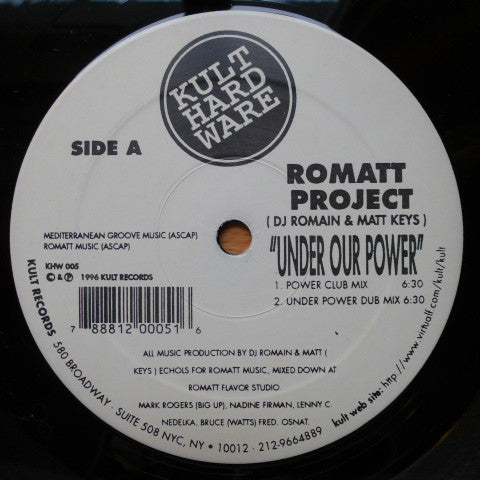 KULT
HARD
WARE
SIDE A
ROMATT
PROJECT
( DJ ROMAIN & MATT KEYS )
"UNDER OUR POWER"
1. POWER CLUB MIX 6:30
2. UNDER POWER DUB MIX 6:30
MEDITERRANEAN GROOVE MUSIC (ASCAP)
ROMATT MUSIC (ASCAP)
KHW 005
© & ℗ 1996 KULT RECORDS
7 88812 00051 6
ALL MUSIC PRODUCTION BY DJ ROMAIN & MATT (
KEYS ) ECHOLS FOR ROMATT MUSIC, MIXED DOWN AT
ROMATT FLAVOR STUDIO.
MARK ROGERS (BIG UP), NADINE FIRMAN, LENNY C.
NEDELKA, BRUCE (WATTS) FRED. OSNAT.
KULT RECORDS 580 BROADWAY · SUITE 508 NYC, NY • 10012 · 212-9664889
kult web site: http://www.virtualf.com/kult/kult